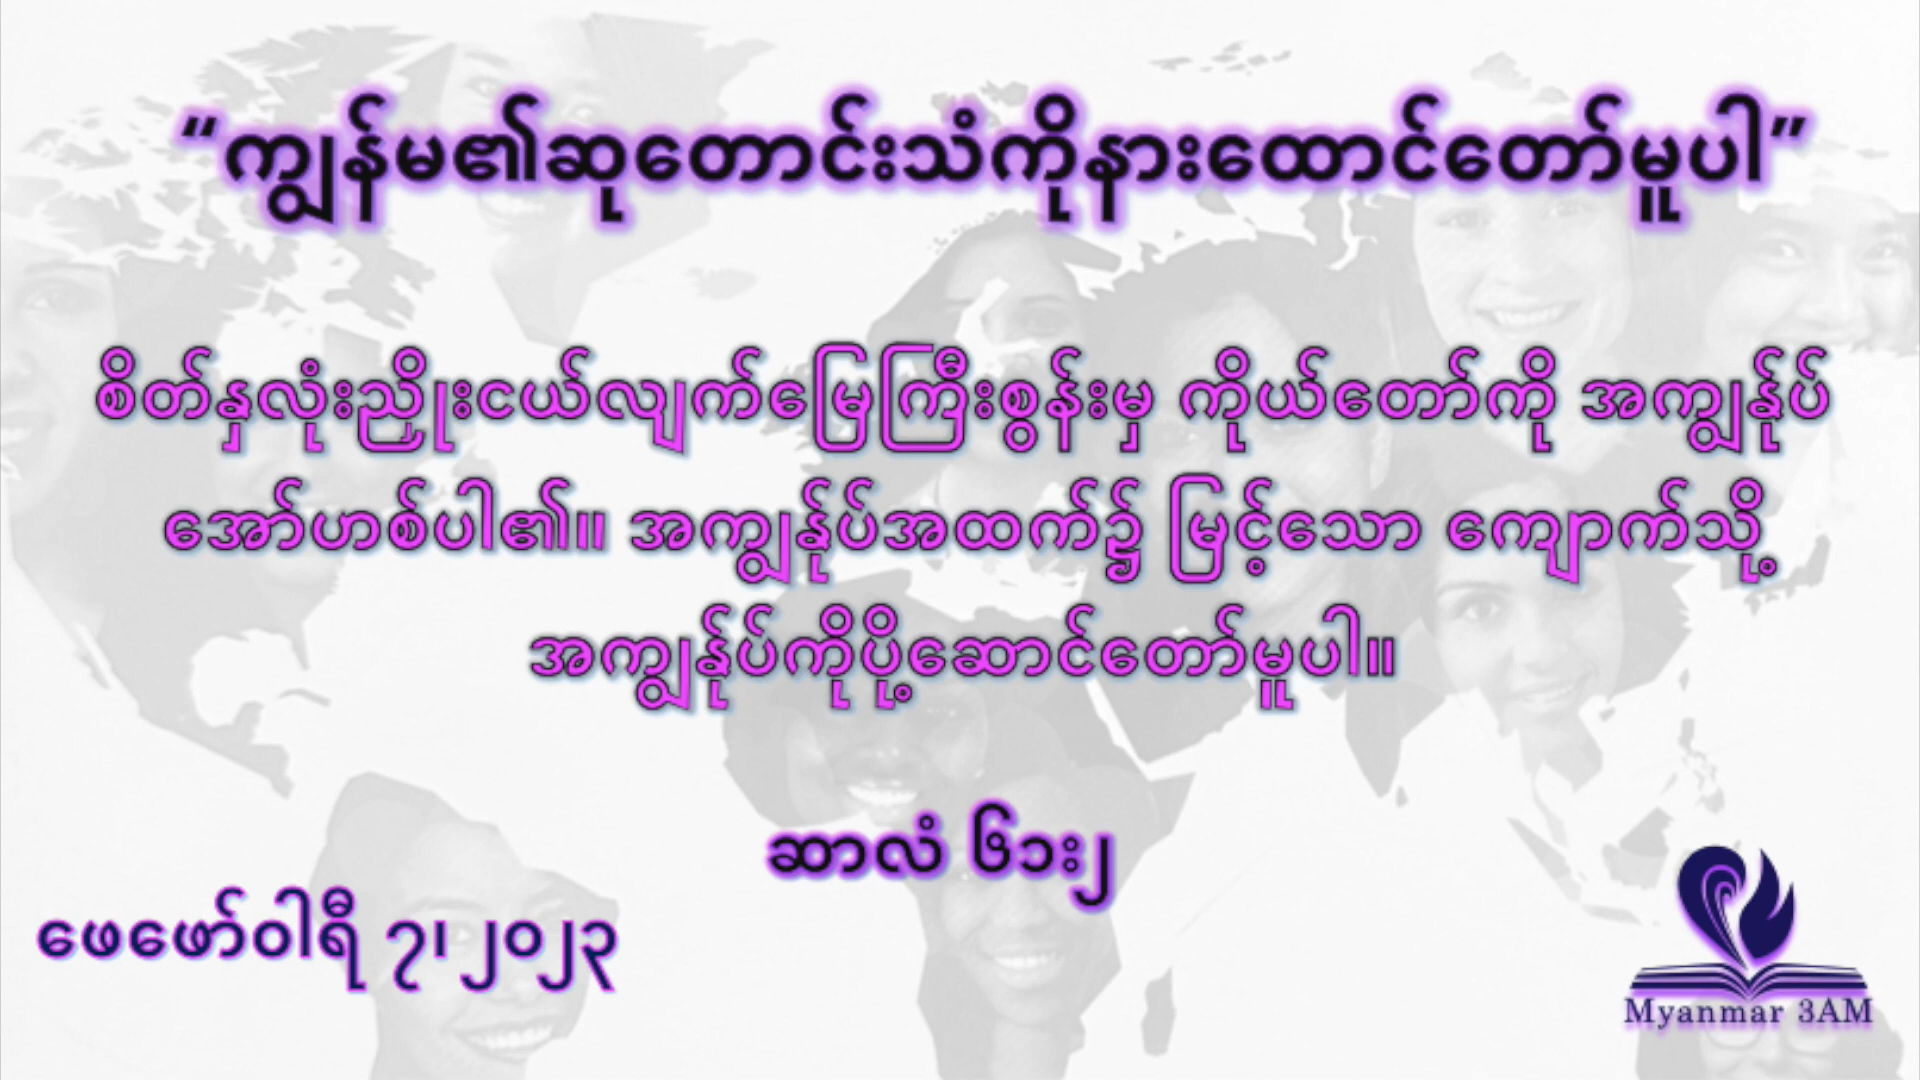 “ကျွန်မ၏ဆုတောင်းသံကိုနားထောင်တော်မူပါ”
စိတ်နှလုံးညှိုးငယ်လျက်မြေကြီးစွန်းမှ ကိုယ်တော်ကို အကျွန်ုပ်
အော်ဟစ်ပါ၏။ အကျွန်ုပ်အထက်၌ မြင့်သော ကျောက်သို့
အကျွန်ုပ်ကိုပို့ဆောင်တော်မူပါ။
ဆာလံ ၆၁း၂
ဖေဖော်ဝါရီ ၇၊၂၀၂၃
Myanmar 3AM